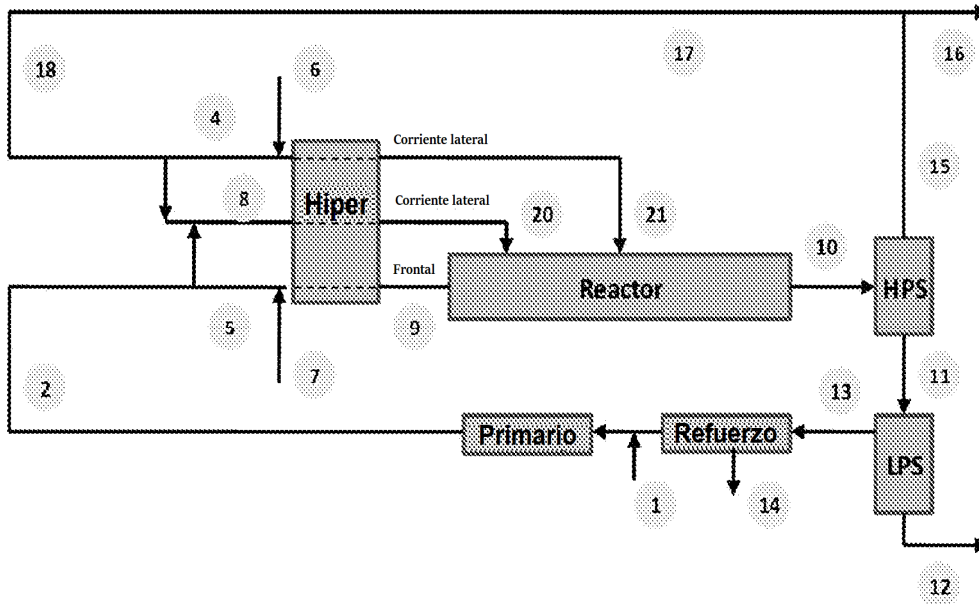 18
6
17
16
4
Corriente lateral
15
8
Hiper
Corriente lateral
20
21
10
Frontal
Reactor
HPS
5
9
2
7
13
11
Primario
Refuerzo
LPS
1
14
12